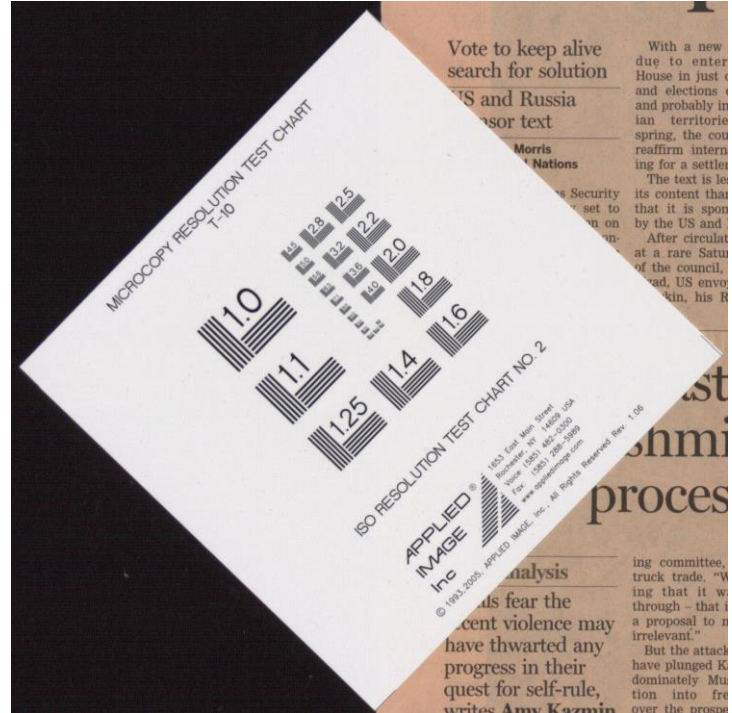 MICROCOPY RESOLUTION TEST CHART
T-10
4.5 2.8 2.5
5.0 3.2 2.2
5.6 3.6 2.0
4.0 1.8
1.0
1.1 1.4 1.6
1.25
ISO RESOLUTION TEST CHART NO. 2
APPLIED
IMAGE
Inc
®
1653 East Main Street
Rochester, NY 14609 USA
Voice: (585) 482-0300
Fax: (585) 288-5989
www.appliedimage.com
© 1993,2005, APPLIED IMAGE, Inc., All Rights Reserved Rev. 1.06
Vote to keep alive
search for solution
US and Russia
text
Morris
Nations
Security
set to
on
With a new
due to enter
House in just
and elections
and probably in
territorie
spring, the cou
reaffirm intern
ing for a settler
The text is les
its content than
that it is spon
by the US and
After circulat
at a rare Satur
of the council,
US envoy
his R
st
shmi
proces
nalysis
fear the
cent violence may
have thwarted any
progress in their
quest for self-rule,
writes Amy Kazmin
ing committee,
truck trade. "W
ing that it wa
through – that i
a proposal to m
irrelevant."
But the attack
have plunged K
dominately Mus
tion into fre
over the prospe